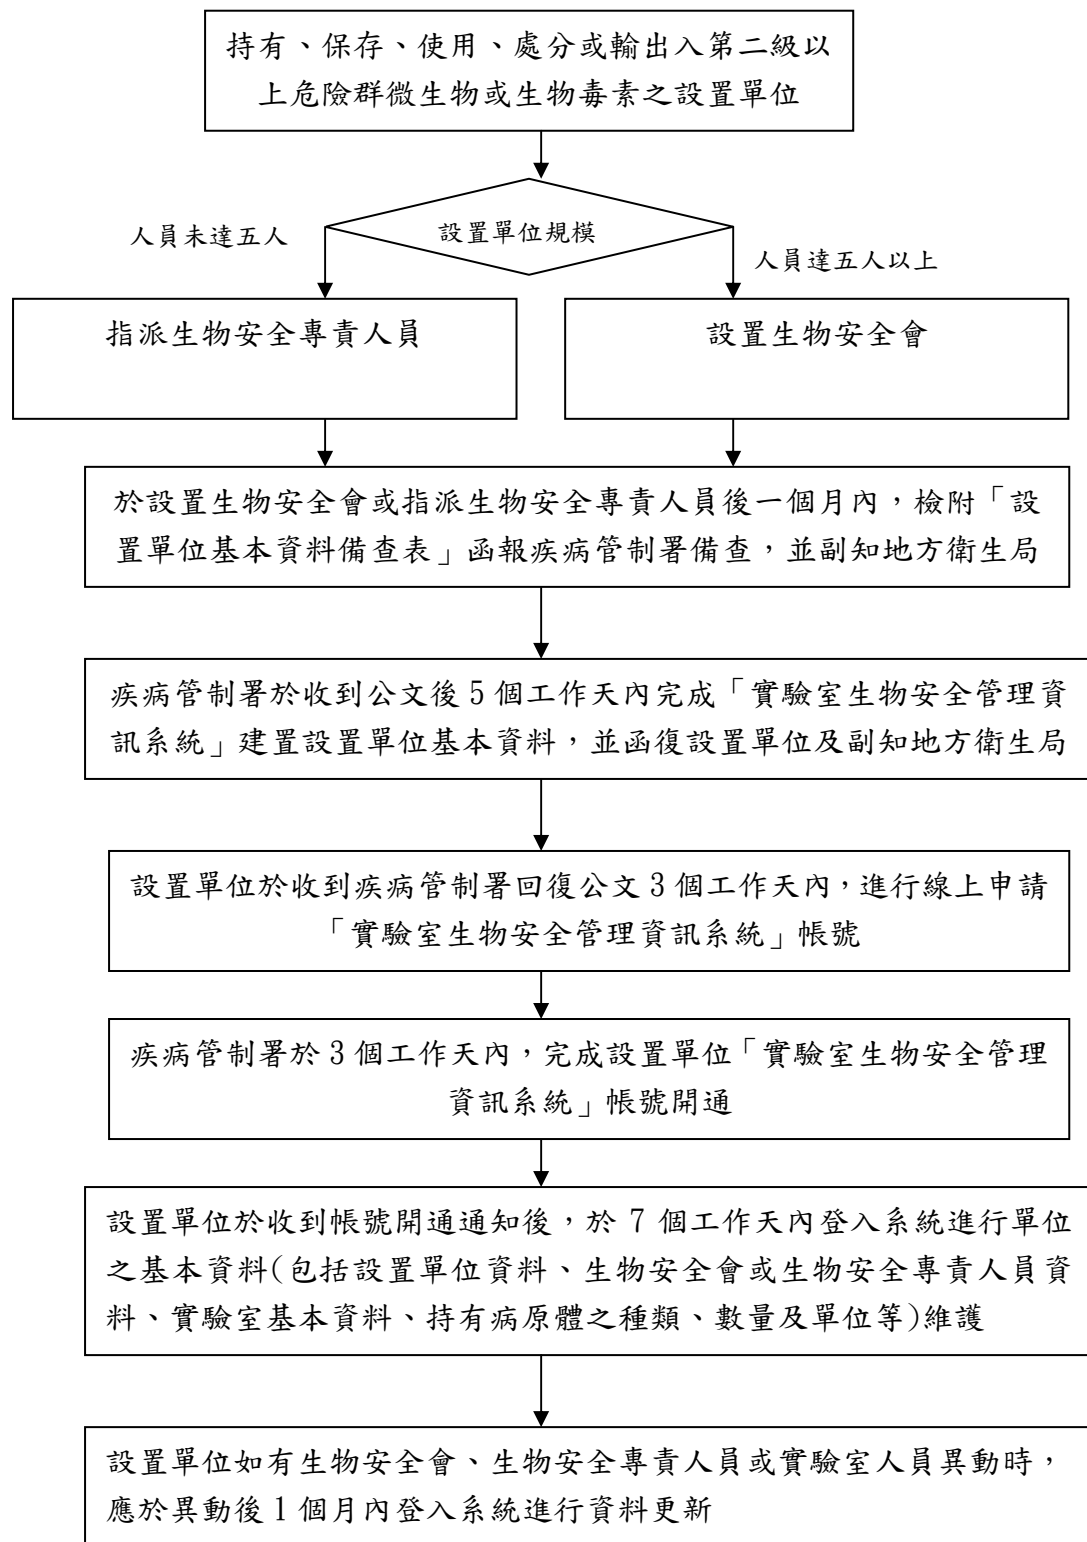 持有、保存、使用、處分或輸出入第二級以
上危險群微生物或生物毒素之設置單位
設置單位規模
人員未達五人
人員達五人以上
指派生物安全專責人員
設置生物安全會
於設置生物安全會或指派生物安全專責人員後一個月內，檢附「設
置單位基本資料備查表」函報疾病管制署備查，並副知地方衛生局
疾病管制署於收到公文後 5 個工作天內完成「實驗室生物安全管理資
訊系統」建置設置單位基本資料，並函復設置單位及副知地方衛生局
設置單位於收到疾病管制署回復公文 3 個工作天內，進行線上申請
「實驗室生物安全管理資訊系統」帳號
疾病管制署於 3 個工作天內，完成設置單位「實驗室生物安全管理
資訊系統」帳號開通
設置單位於收到帳號開通通知後，於 7 個工作天內登入系統進行單位
之基本資料(包括設置單位資料、生物安全會或生物安全專責人員資
料、實驗室基本資料、持有病原體之種類、數量及單位等)維護
設置單位如有生物安全會、生物安全專責人員或實驗室人員異動時，
應於異動後 1 個月內登入系統進行資料更新